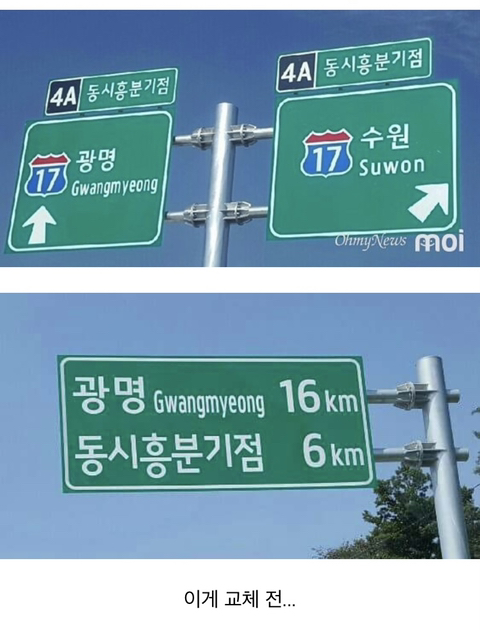 4A 동시흥분기점
17 광명
Gwangmyeong
4A 동시흥분기점
17 수원
Suwon
OhmyNews moi
광명 Gwangmyeong 16 km
동시흥분기점 6 km
이게 교체 전...